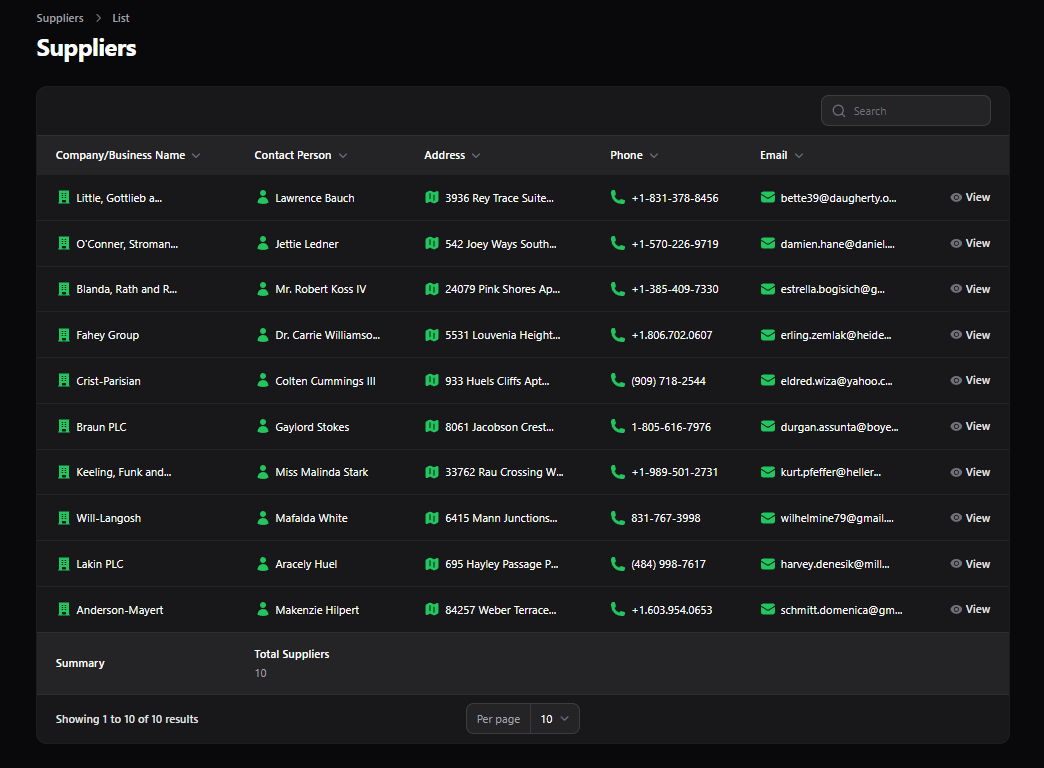 Suppliers > List
Suppliers
Search
Company/Business Name Contact Person Address Phone Email
Little, Gottlieb a... Lawrence Bauch 3936 Rey Trace Suite... +1-831-378-8456 bette39@daugherty.o... View
O'Conner, Stroman... Jettie Ledner 542 Joey Ways South... +1-570-226-9719 damien.hane@daniel.... View
Blanda, Rath and R... Mr. Robert Koss IV 24079 Pink Shores Ap... +1-385-409-7330 estrella.bogisich@g... View
Fahey Group Dr. Carrie Williamso... 5531 Louvenia Height... +1.806.702.0607 erling.zemlak@heide... View
Crist-Parisian Colten Cummings III 933 Huels Cliffs Apt... (909) 718-2544 eldred.wiza@yahoo.c... View
Braun PLC Gaylord Stokes 8061 Jacobson Crest... 1-805-616-7976 durgan.assunta@boye... View
Keeling, Funk and... Miss Malinda Stark 33762 Rau Crossing W... +1-989-501-2731 kurt.pfeffer@heller... View
Will-Langosh Mafalda White 6415 Mann Junctions... 831-767-3998 wilhelmine79@gmail.... View
Lakin PLC Aracely Huel 695 Hayley Passage P... (484) 998-7617 harvey.denesik@mill... View
Anderson-Mayert Makenzie Hilpert 84257 Weber Terrace... +1.603.954.0653 schmitt.domenica@gm... View
Summary Total Suppliers
10
Showing 1 to 10 of 10 results Per page 10